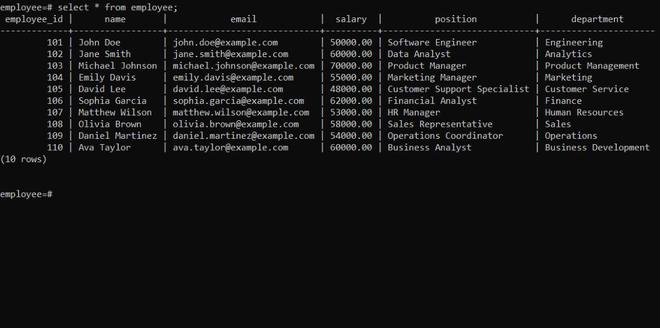 employee=# select * from employee;
employee_id | name | email | salary | position | department
-------------+-----------------+----------------------------+----------+-----------------------------+----------------------
101 | John Doe | john.doe@example.com | 50000.00 | Software Engineer | Engineering
102 | Jane Smith | jane.smith@example.com | 60000.00 | Data Analyst | Analytics
103 | Michael Johnson | michael.johnson@example.com | 70000.00 | Product Manager | Product Management
104 | Emily Davis | emily.davis@example.com | 55000.00 | Marketing Manager | Marketing
105 | David Lee | david.lee@example.com | 48000.00 | Customer Support Specialist | Customer Service
106 | Sophia Garcia | sophia.garcia@example.com | 62000.00 | Financial Analyst | Finance
107 | Matthew Wilson | matthew.wilson@example.com | 53000.00 | HR Manager | Human Resources
108 | Olivia Brown | olivia.brown@example.com | 58000.00 | Sales Representative | Sales
109 | Daniel Martinez | daniel.martinez@example.com | 54000.00 | Operations Coordinator | Operations
110 | Ava Taylor | ava.taylor@example.com | 60000.00 | Business Analyst | Business Development
(10 rows)
employee=#